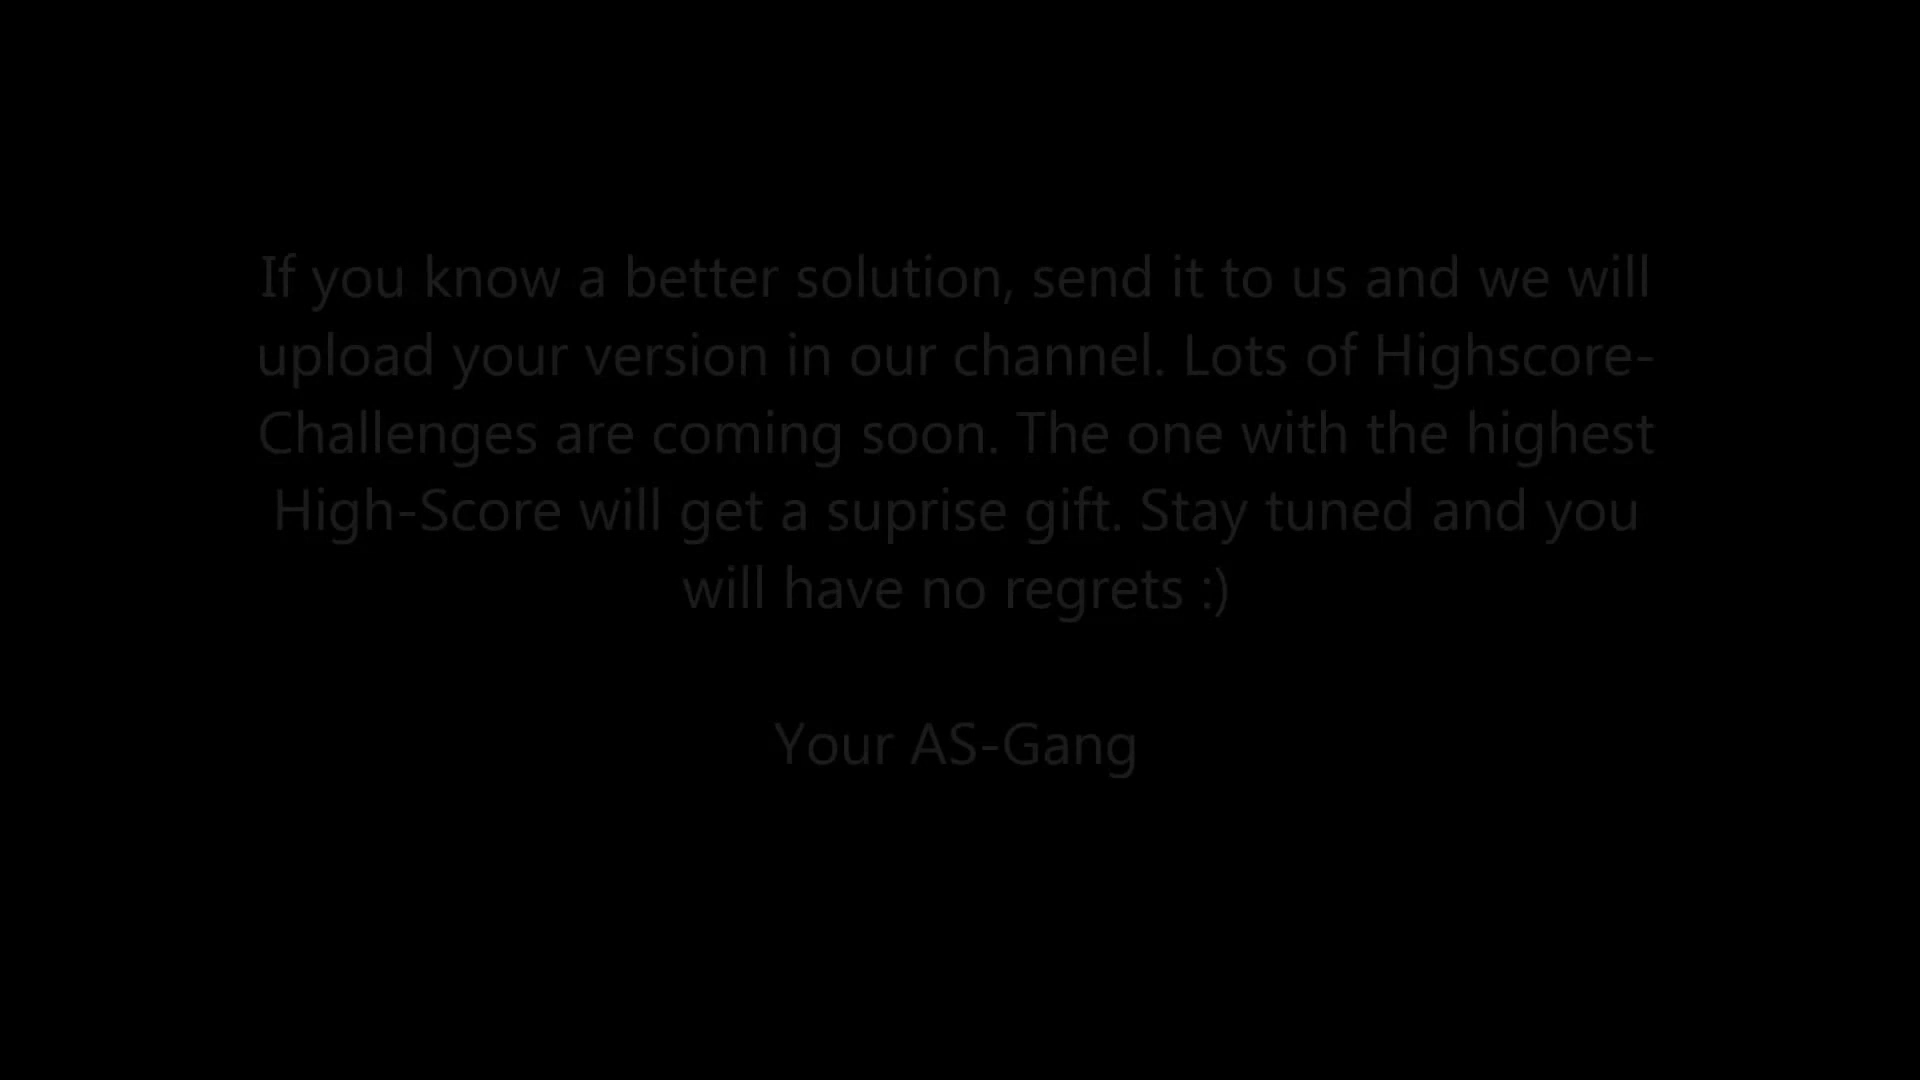 If you know a better solution, send it to us and we will
upload your version in our channel. Lots of Highscore-
Challenges are coming soon. The one with the highest
High-Score will get a suprise gift. Stay tuned and you
will have no regrets :)
Your AS-Gang